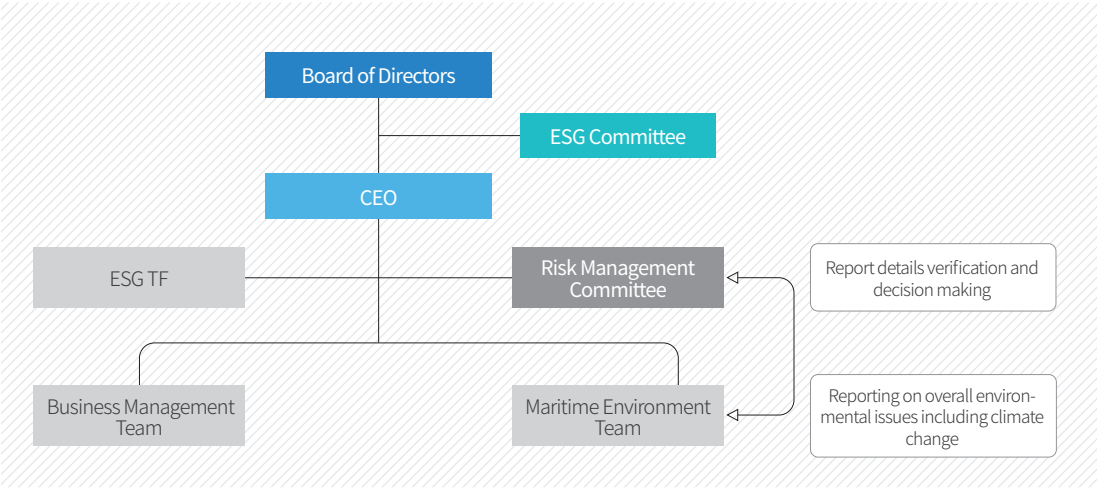 Board of Directors
ESG Committee
CEO
ESG TF
Risk Management
Committee
Report details verification and
decision making
Business Management
Team
Maritime Environment
Team
Reporting on overall environ-
mental issues including climate
change